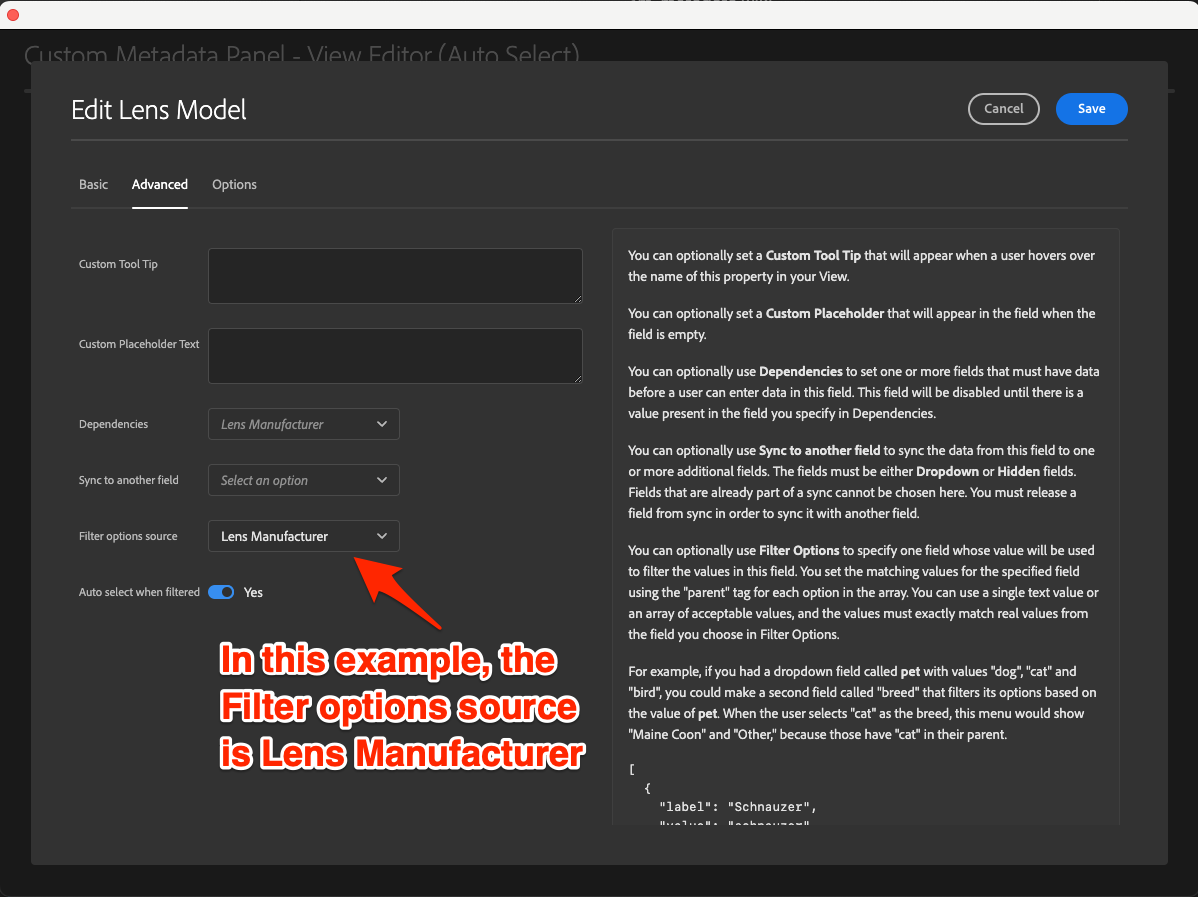 Custom Metadata Panel - View Editor (Auto Select)
Edit Lens Model
Cancel
Save
Basic
Advanced
Options
Custom Tool Tip
Custom Placeholder Text
Dependencies
Lens Manufacturer
Sync to another field
Select an option
Filter options source
Lens Manufacturer
Auto select when filtered
Yes
In this example, the
Filter options source
is Lens Manufacturer
You can optionally set a Custom Tool Tip that will appear when a user hovers over
the name of this property in your View.
You can optionally set a Custom Placeholder that will appear in the field when the
field is empty.
You can optionally use Dependencies to set one or more fields that must have data
before a user can enter data in this field. This field will be disabled until there is a
value present in the field you specify in Dependencies.
You can optionally use Sync to another field to sync the data from this field to one
or more additional fields. The fields must be either Dropdown or Hidden fields.
Fields that are already part of a sync cannot be chosen here. You must release a
field from sync in order to sync it with another field.
You can optionally use Filter Options to specify one field whose value will be used
to filter the values in this field. You set the matching values for the specified field
using the "parent" tag for each option in the array. You can use a single text value or
an array of acceptable values, and the values must exactly match real values from
the field you choose in Filter Options.
For example, if you had a dropdown field called pet with values "dog", "cat" and
"bird", you could make a second field called "breed" that filters its options based on
the value of pet. When the user selects "cat" as the breed, this menu would show
"Maine Coon" and "Other," because those have "cat" in their parent.
[
{
"label": "Schnauzer",
"value": "schnauzer"